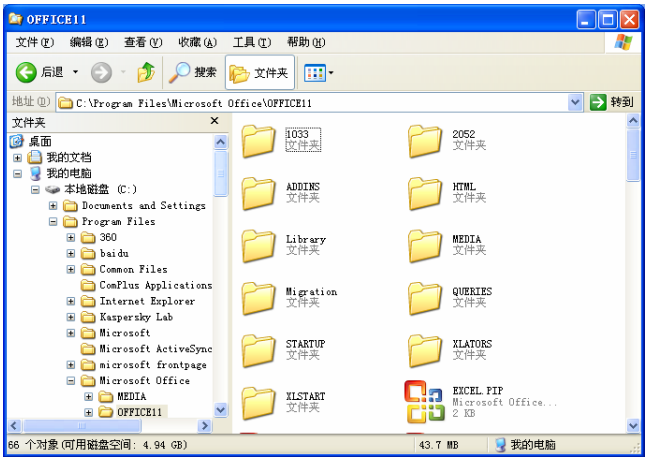 OFFICE11
文件(F) 编辑(E) 查看(V) 收藏(A) 工具(T) 帮助(H)
后退 搜索 文件夹
地址(D) C:\Program Files\Microsoft Office\OFFICE11 转到
文件夹
桌面
我的文档
我的电脑
本地磁盘 (C:)
Documents and Settings
Program Files
360
baidu
Common Files
ComPlus Applications
Internet Explorer
Kaspersky Lab
Microsoft
Microsoft ActiveSync
microsoft frontpage
Microsoft Office
MEDIA
OFFICE11
1033
文件夹
2052
文件夹
ADDINS
文件夹
HTML
文件夹
Library
文件夹
MEDIA
文件夹
Migration
文件夹
QUERIES
文件夹
STARTUP
文件夹
XLATORS
文件夹
XLSTART
文件夹
EXCEL.PIP
Microsoft Office...
2 KB
66 个对象(可用磁盘空间: 4.94 GB) 43.7 MB 我的电脑